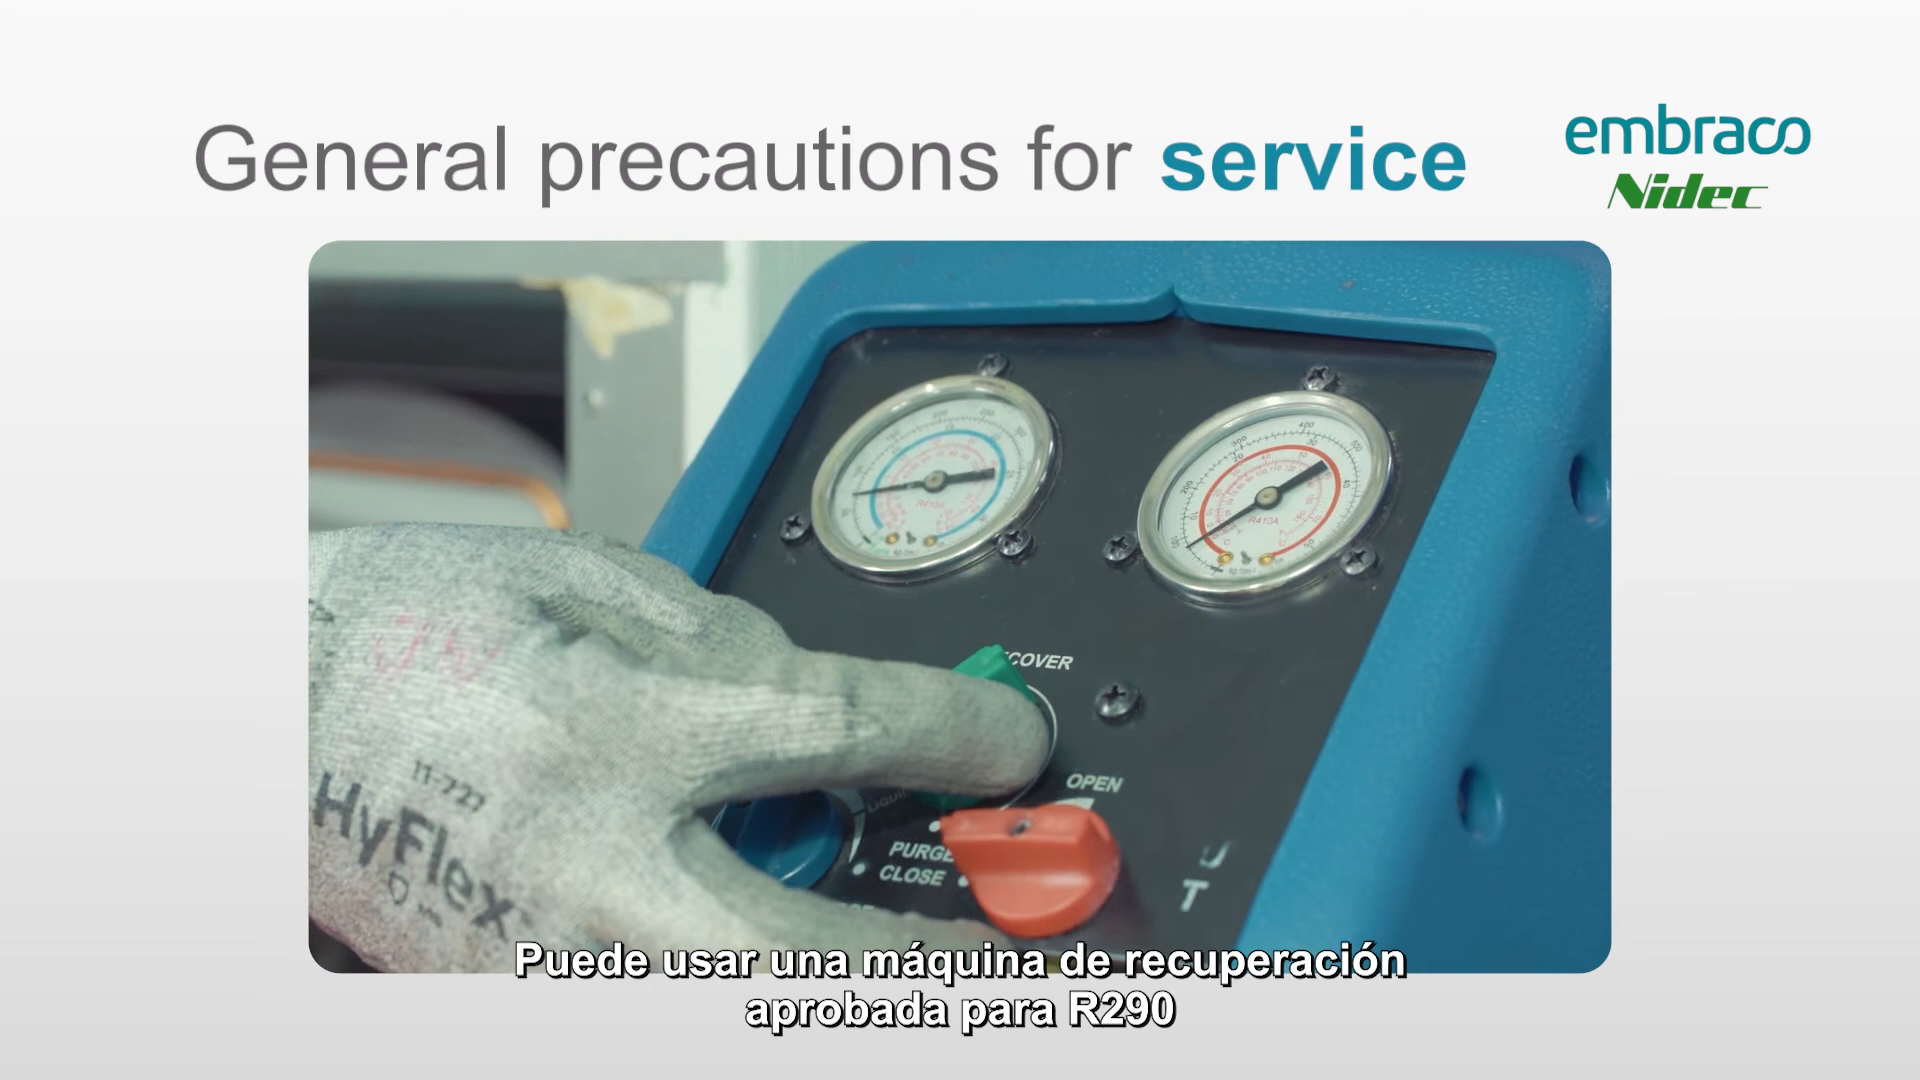 General precautions for service
embraco
Nidec
R410A
R410A
COVER
OPEN
PURGE
CLOSE
11-727
HyFlex
Puede usar una máquina de recuperación
aprobada para R290